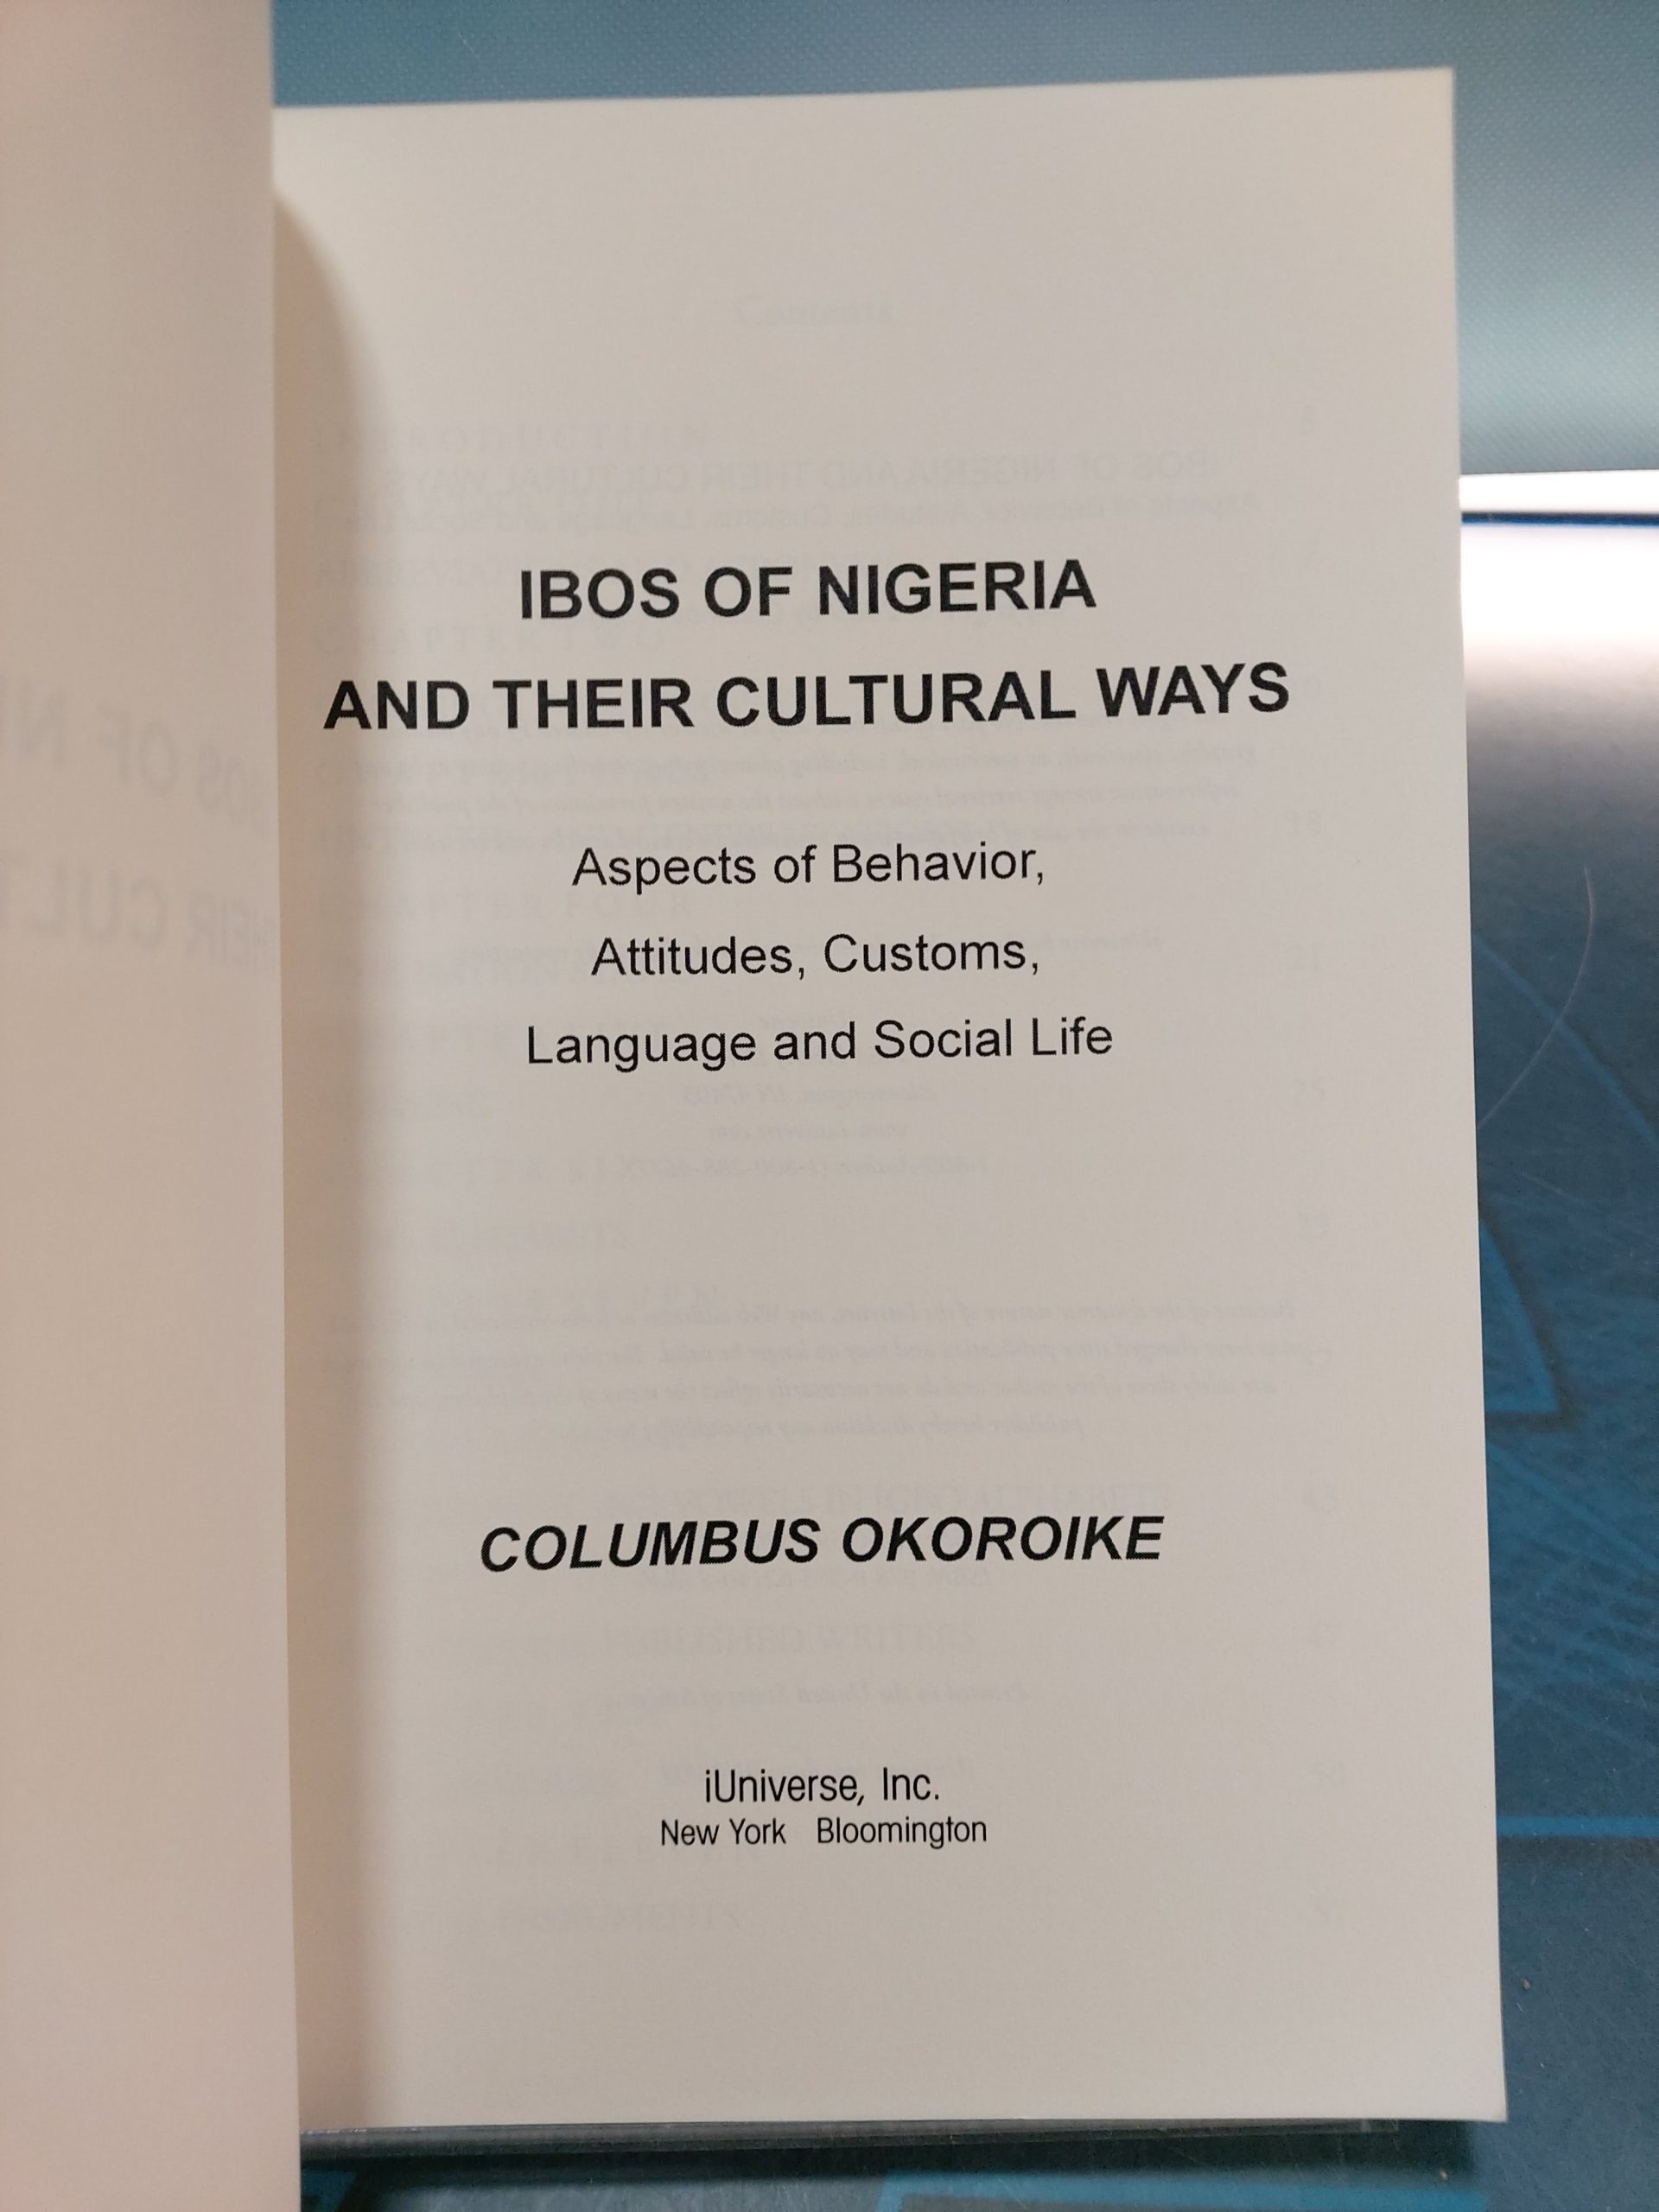 IBOS OF NIGERIA
AND THEIR CULTURAL WAYS
Aspects of Behavior,
Attitudes, Customs,
Language and Social Life
COLUMBUS OKOROIKE
iUniverse, Inc.
New York Bloomington